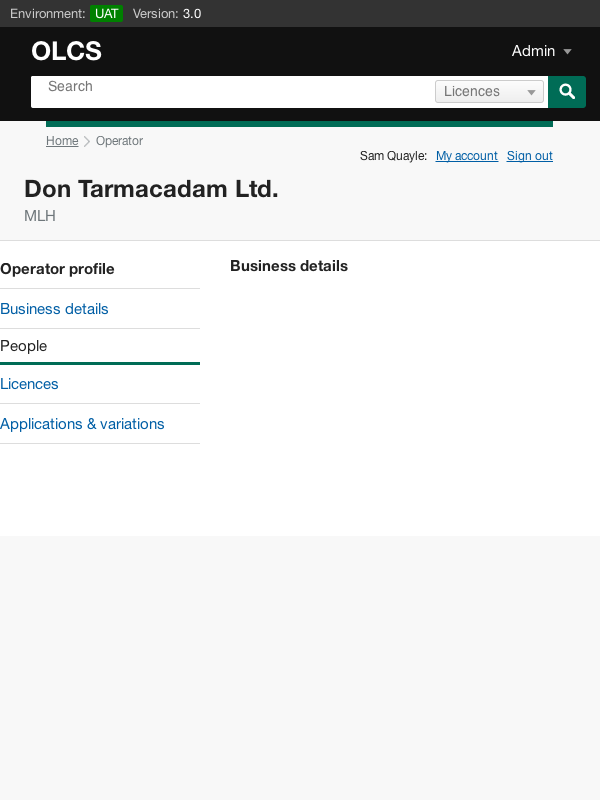 Environment: UAT Version: 3.0
OLCS
Admin
Search
Licences
Home Operator
Sam Quayle: My account Sign out
Don Tarmacadam Ltd.
MLH
Operator profile
Business details
Business details
People
Licences
Applications & variations